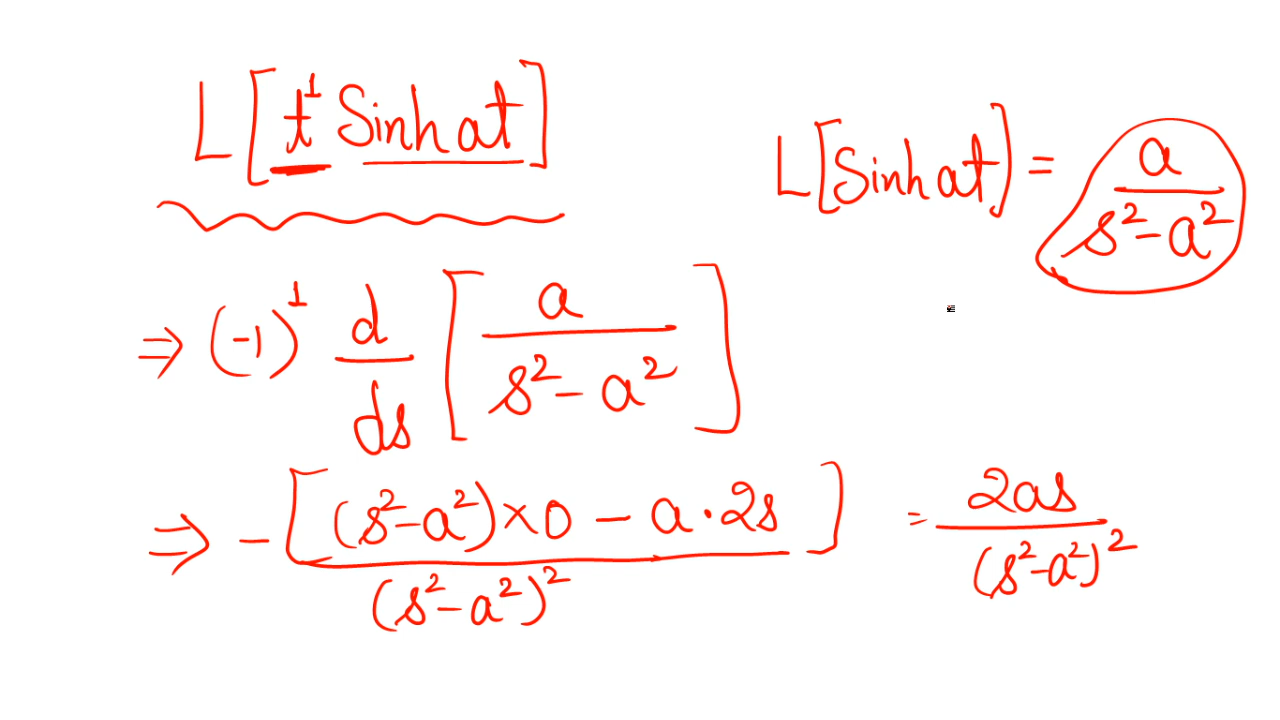 L[t¹ Sinh at]
L[Sinh at] = a/(s² - a²)
⇒ (-1)¹ d/ds [a/(s² - a²)]
⇒ -[(s² - a²) × 0 - a · 2s]/(s² - a²)² = 2as/(s² - a²)²